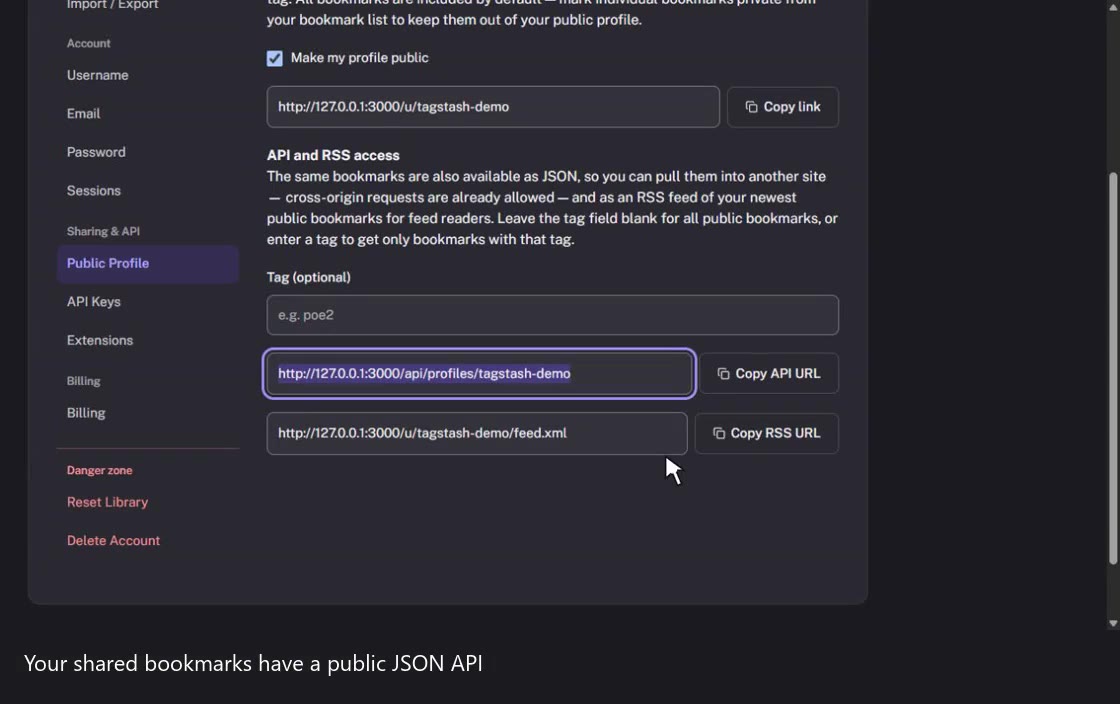 Import / Export
Account
Username
Email
Password
Sessions
Sharing & API
Public Profile
API Keys
Extensions
Billing
Billing
Danger zone
Reset Library
Delete Account
tag. All bookmarks are included by default — mark individual bookmarks private from
your bookmark list to keep them out of your public profile.
Make my profile public
http://127.0.0.1:3000/u/tagstash-demo
Copy link
API and RSS access
The same bookmarks are also available as JSON, so you can pull them into another site
— cross-origin requests are already allowed — and as an RSS feed of your newest
public bookmarks for feed readers. Leave the tag field blank for all public bookmarks, or
enter a tag to get only bookmarks with that tag.
Tag (optional)
e.g. poe2
http://127.0.0.1:3000/api/profiles/tagstash-demo
Copy API URL
http://127.0.0.1:3000/u/tagstash-demo/feed.xml
Copy RSS URL
Your shared bookmarks have a public JSON API